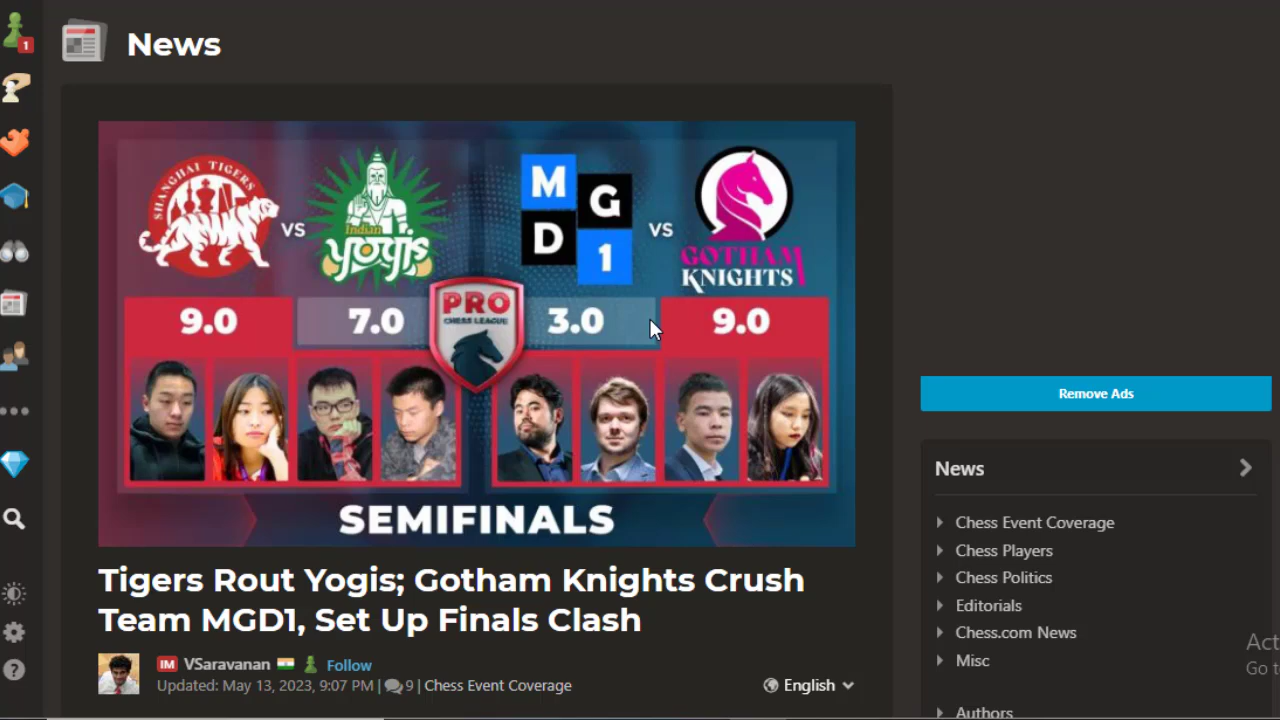 1
News
SHANGHAI TIGERS
VS
Indian
yogis
M
G
D
1
VS
GOTHAM
KNIGHTS
9.0
7.0
PRO
CHESS LEAGUE
3.0
9.0
SEMIFINALS
Tigers Rout Yogis; Gotham Knights Crush
Team MGD1, Set Up Finals Clash
IM VSaravanan Follow
Updated: May 13, 2023, 9:07 PM | 9 | Chess Event Coverage
English
Remove Ads
News
Chess Event Coverage
Chess Players
Chess Politics
Editorials
Chess.com News
Misc
Authors
Act
Go t
?